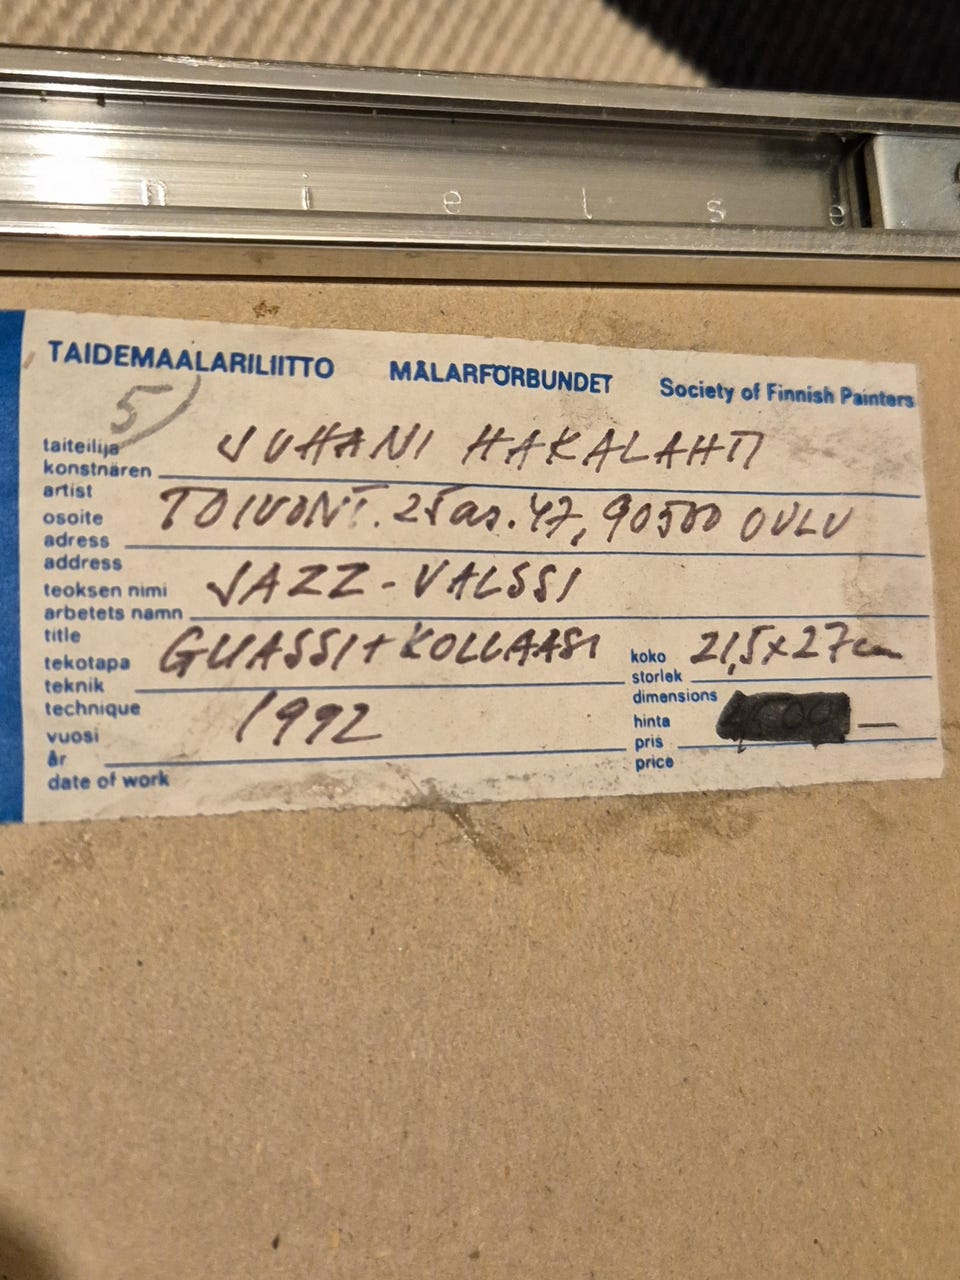 nielse
TAIDEMAALARILIITTO MÅLARFÖRBUNDET Society of Finnish Painters
5)
taiteilija
konstnären JUHANI HAKALAHTI
artist
osoite TOIVONT. 25 as. 47, 90500 OULU
adress
address
teoksen nimi JAZZ-VALSSI
arbetets namn
title
tekotapa GUASSI + KOLLAASI koko 21,5x27cm
teknik storlek
technique dimensions
vuosi 1992 hinta —
år pris
date of work price